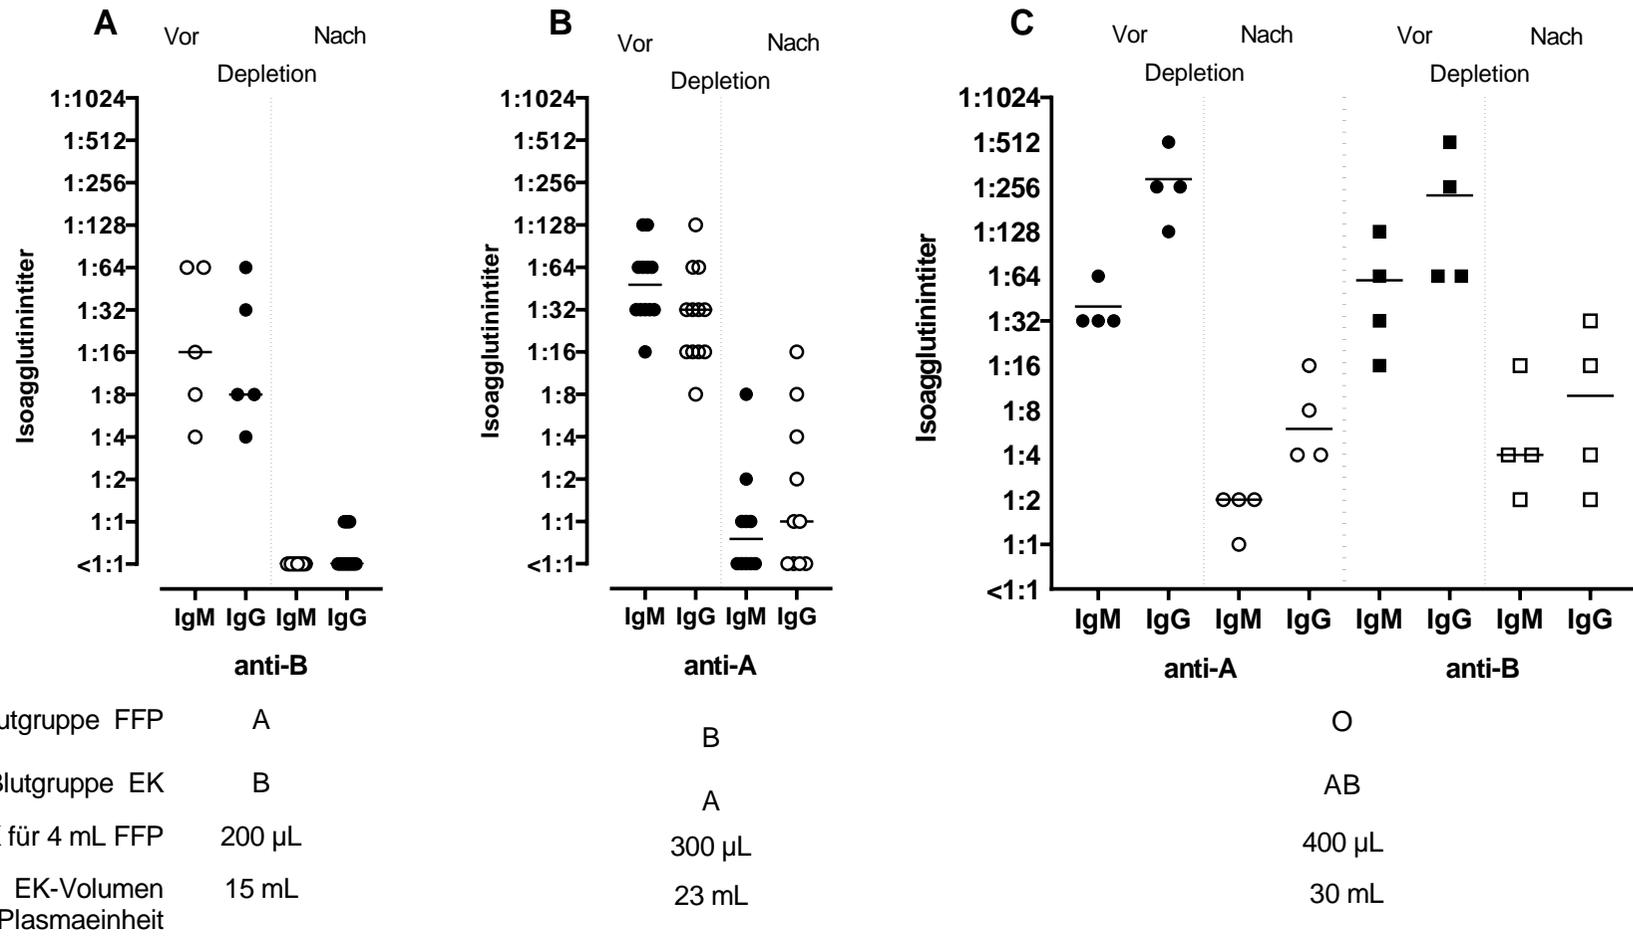 A
Vor Nach
Depletion
1:1024
1:512
1:256
1:128
1:64
1:32
1:16
1:8
1:4
1:2
1:1
<1:1
Isoagglutinintiter
IgM IgG IgM IgG
anti-B
B
Vor Nach
Depletion
1:1024
1:512
1:256
1:128
1:64
1:32
1:16
1:8
1:4
1:2
1:1
<1:1
Isoagglutinintiter
IgM IgG IgM IgG
anti-A
C
Vor Nach Vor Nach
Depletion Depletion
1:1024
1:512
1:256
1:128
1:64
1:32
1:16
1:8
1:4
1:2
1:1
<1:1
Isoagglutinintiter
IgM IgG IgM IgG IgM IgG IgM IgG
anti-A anti-B
FFP A B O
EK B A AB
für 4 mL FFP 200 µL 300 µL 400 µL
EK-Volumen 15 mL 23 mL 30 mL
Plasmaeinheit